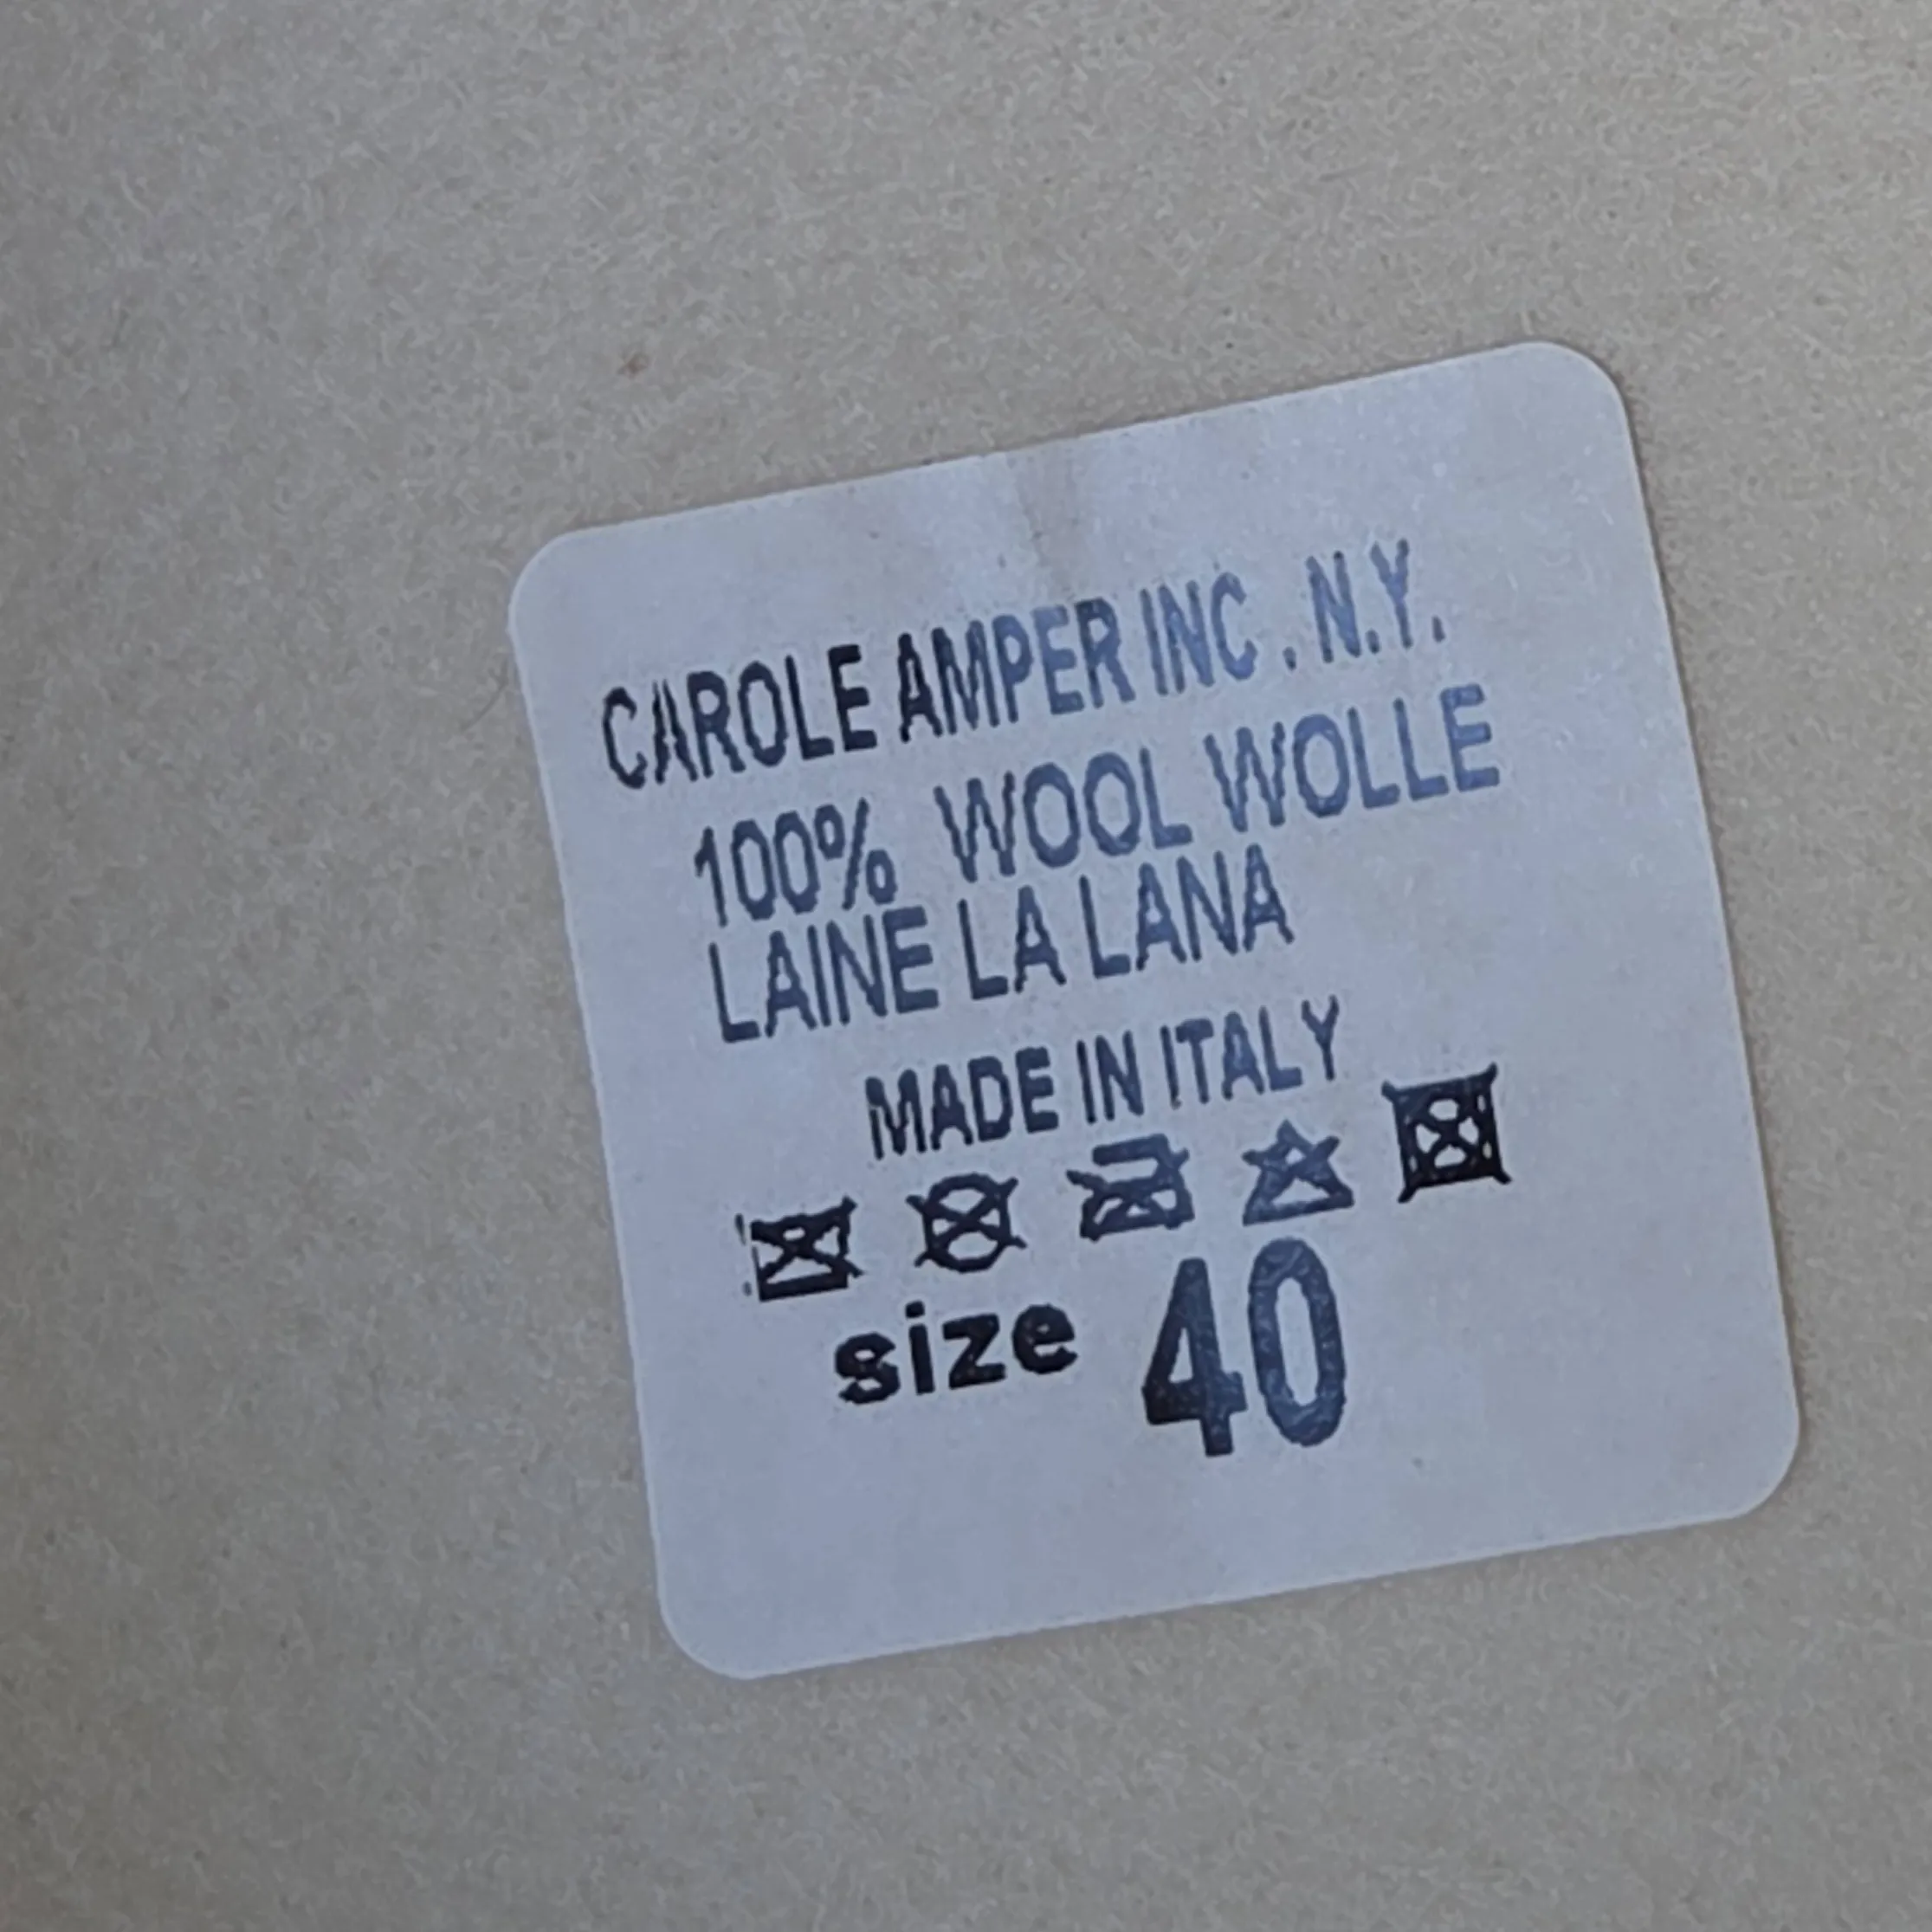 CAROLE AMPER INC . N.Y.
100% WOOL WOLLE
LAINE LA LANA
MADE IN ITALY
size 40